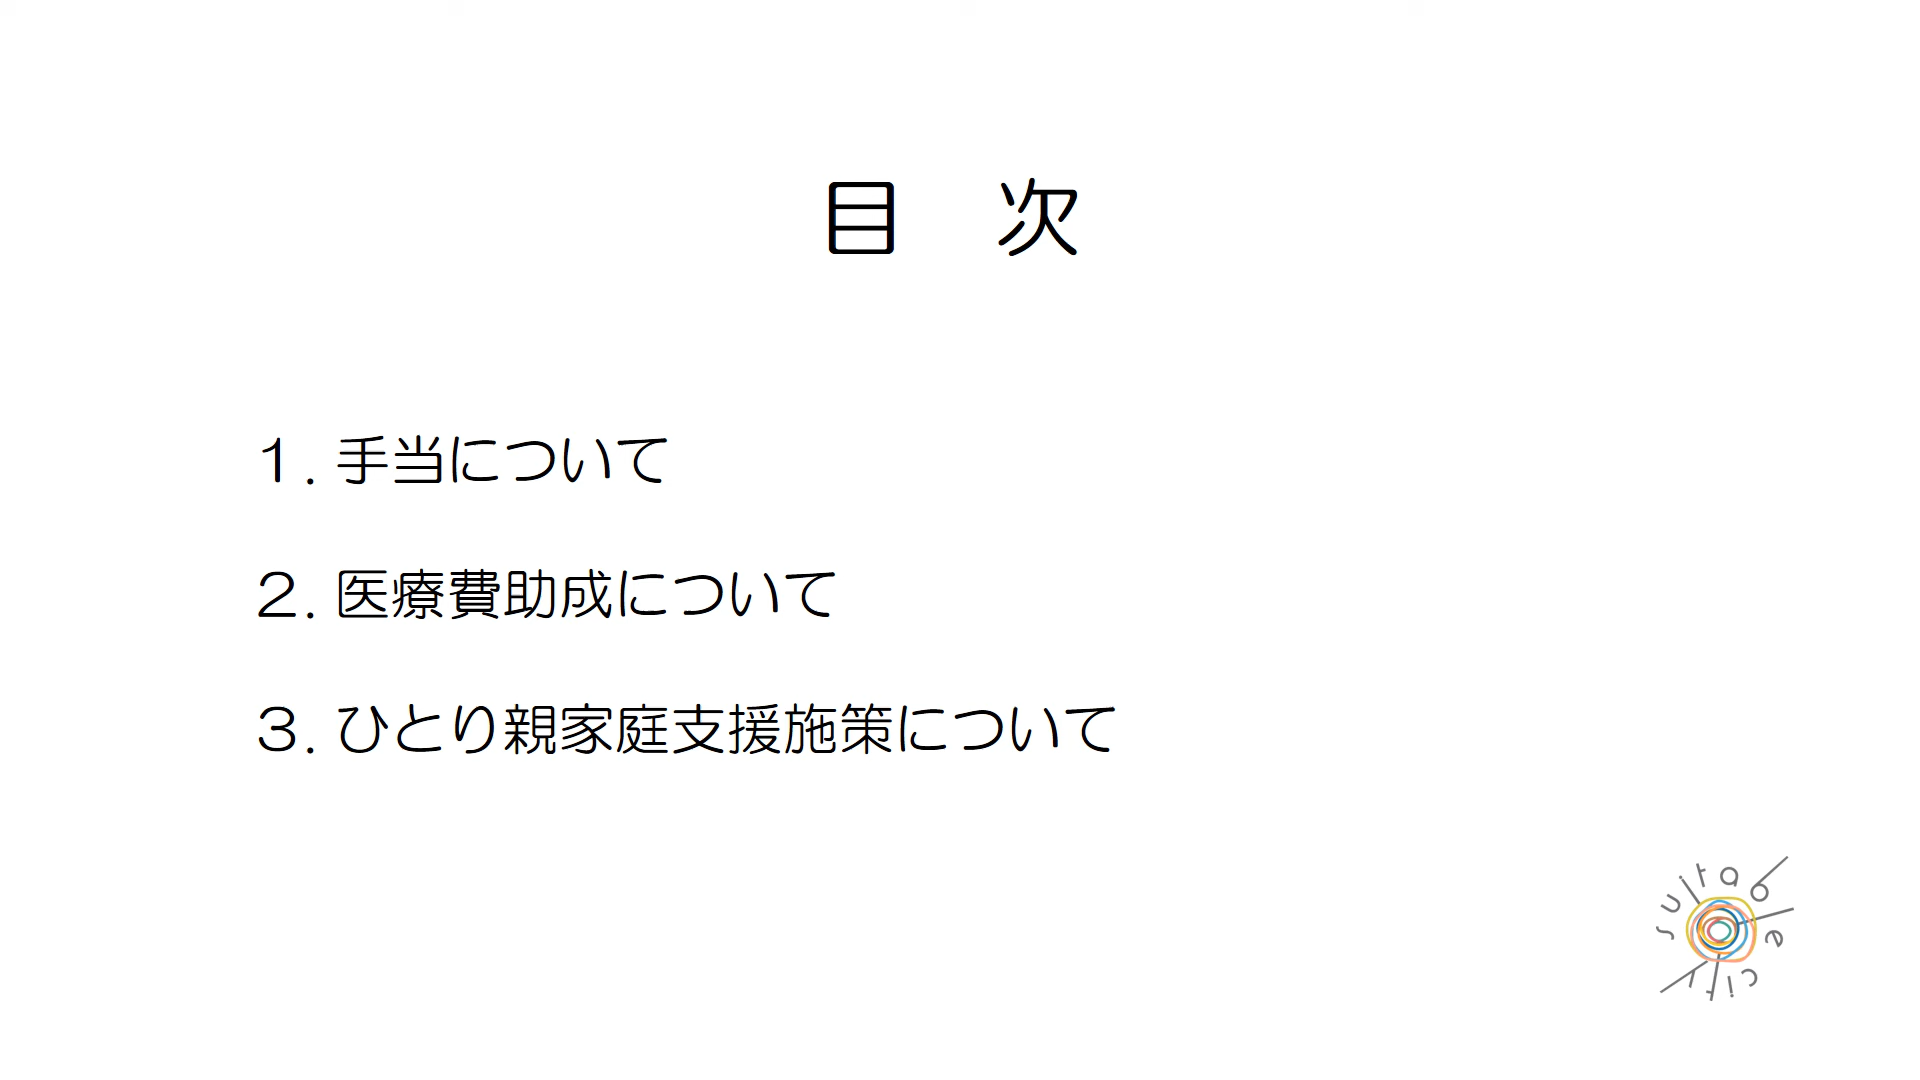 目　次
１．手当について
２．医療費助成について
３．ひとり親家庭支援施策について
suitable city